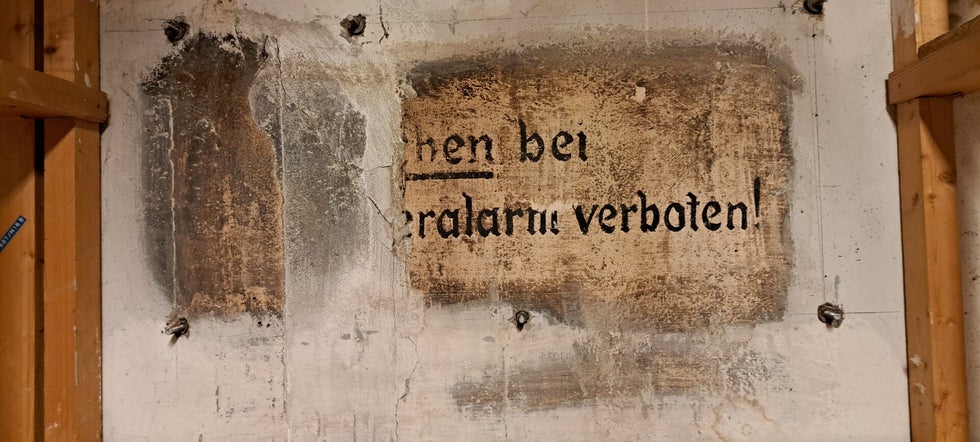 hen bei
eralarm verboten!